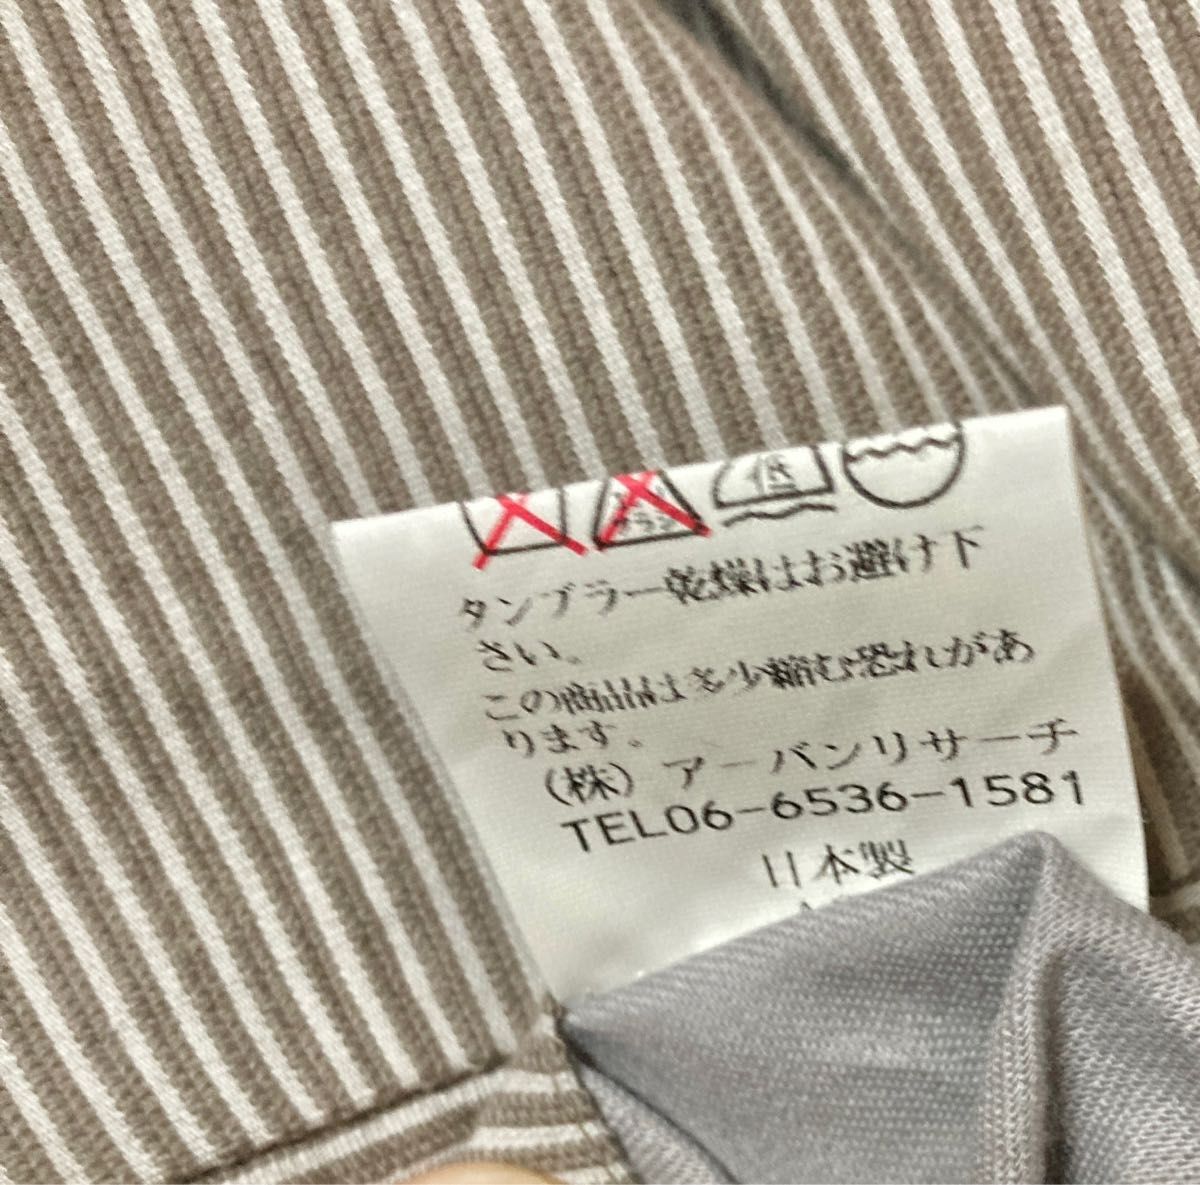 低
タンブラー乾燥はお避け下
さい。
この商品は多少縮む恐れがあ
ります。
(株) アーバンリサーチ
TEL06-6536-1581
日本製